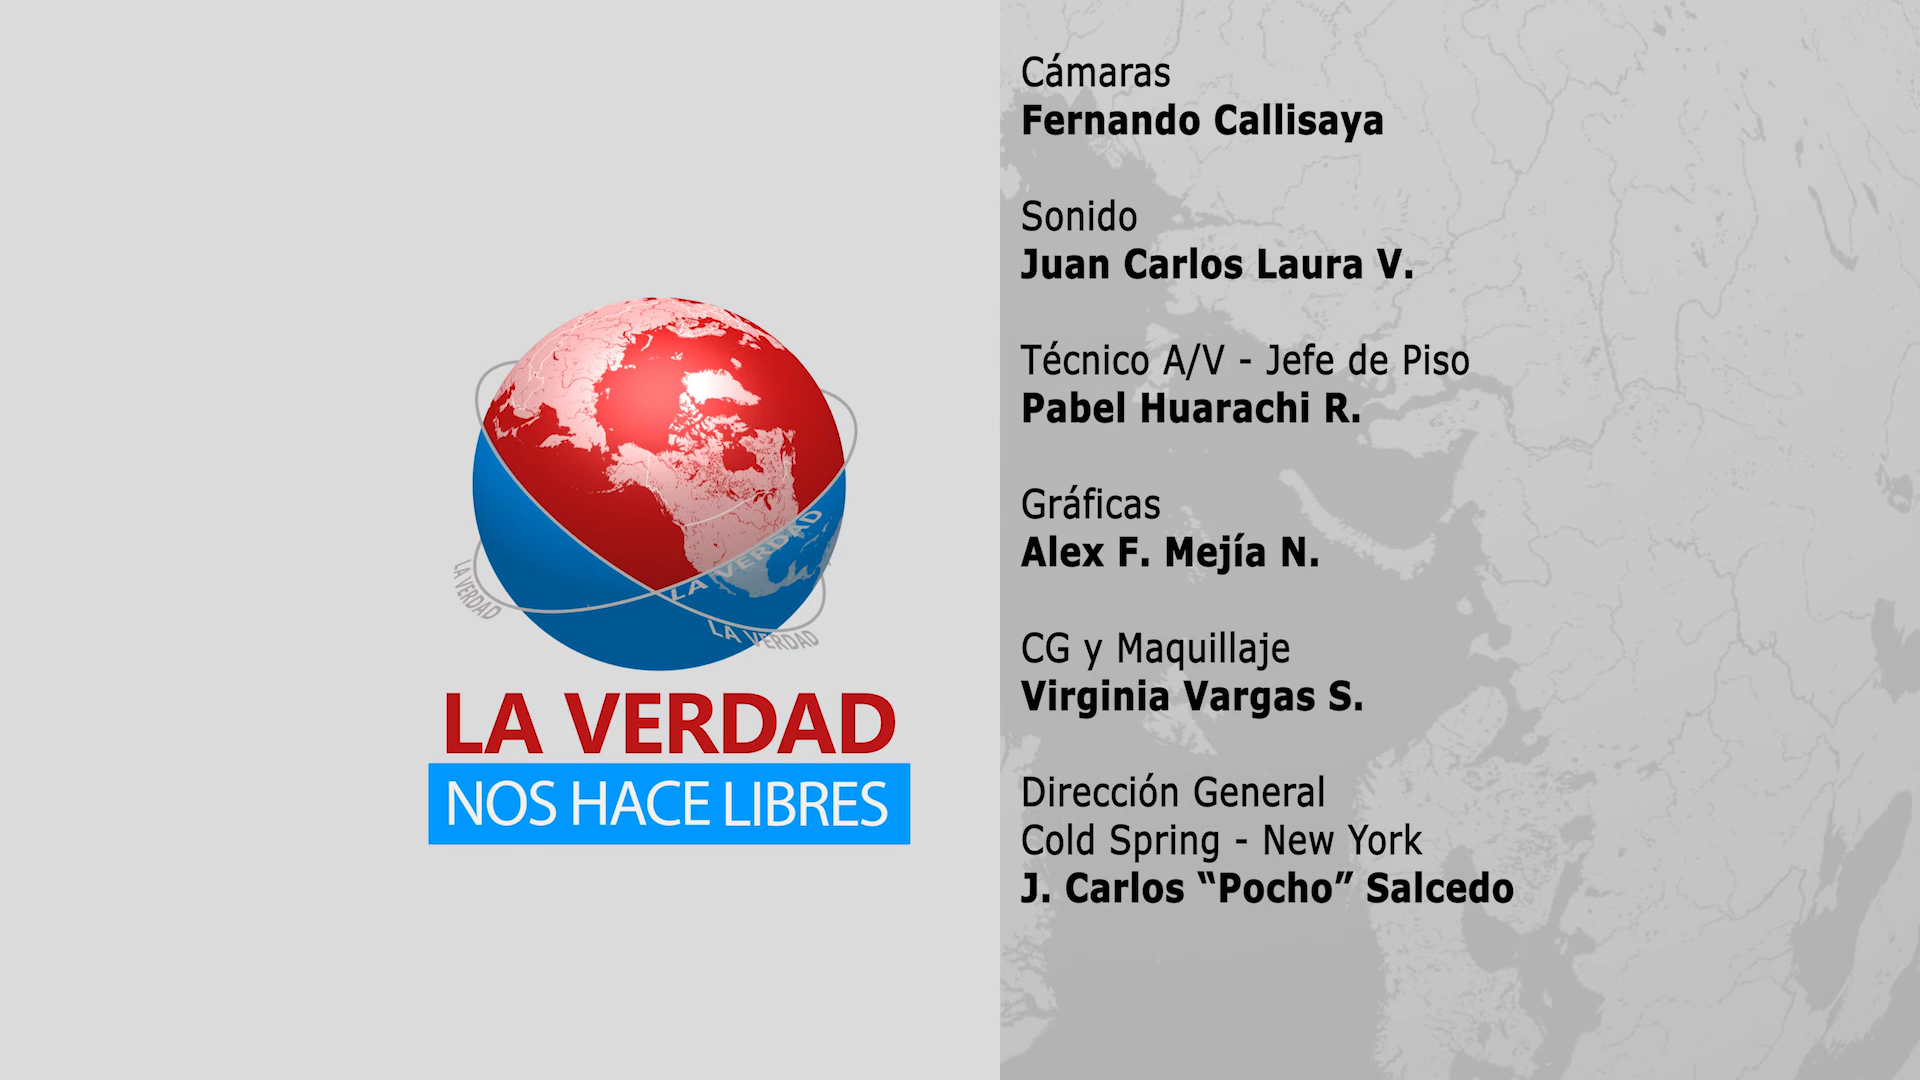 LA VERDAD
LA VERDAD
LA VERDAD
LA VERDAD
NOS HACE LIBRES
Cámaras
Fernando Callisaya
Sonido
Juan Carlos Laura V.
Técnico A/V - Jefe de Piso
Pabel Huarachi R.
Gráficas
Alex F. Mejía N.
CG y Maquillaje
Virginia Vargas S.
Dirección General
Cold Spring - New York
J. Carlos “Pocho” Salcedo